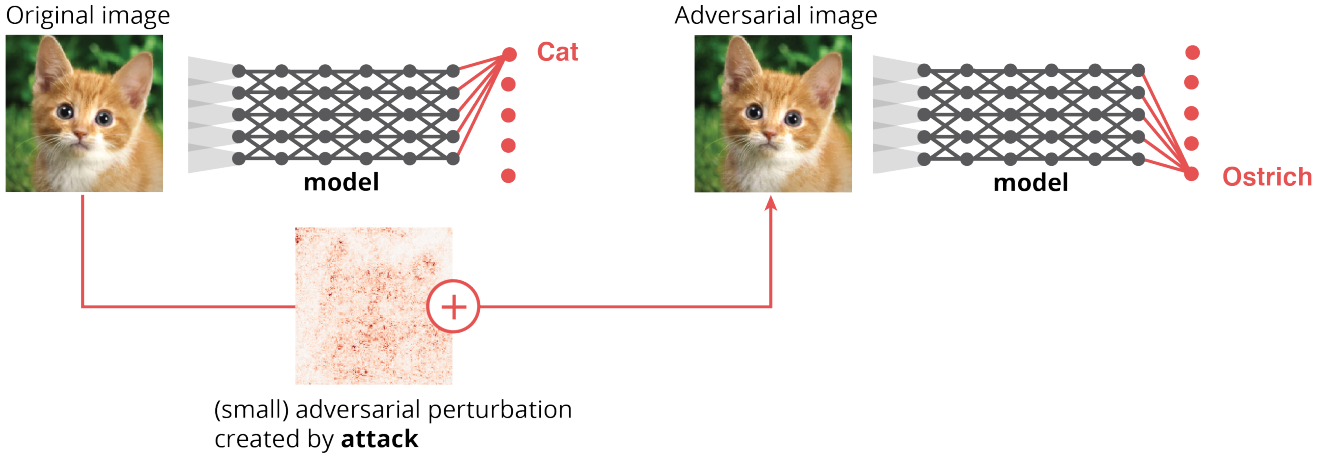 Original image
Adversarial image
Cat
model
model
Ostrich
(small) adversarial perturbation
created by attack